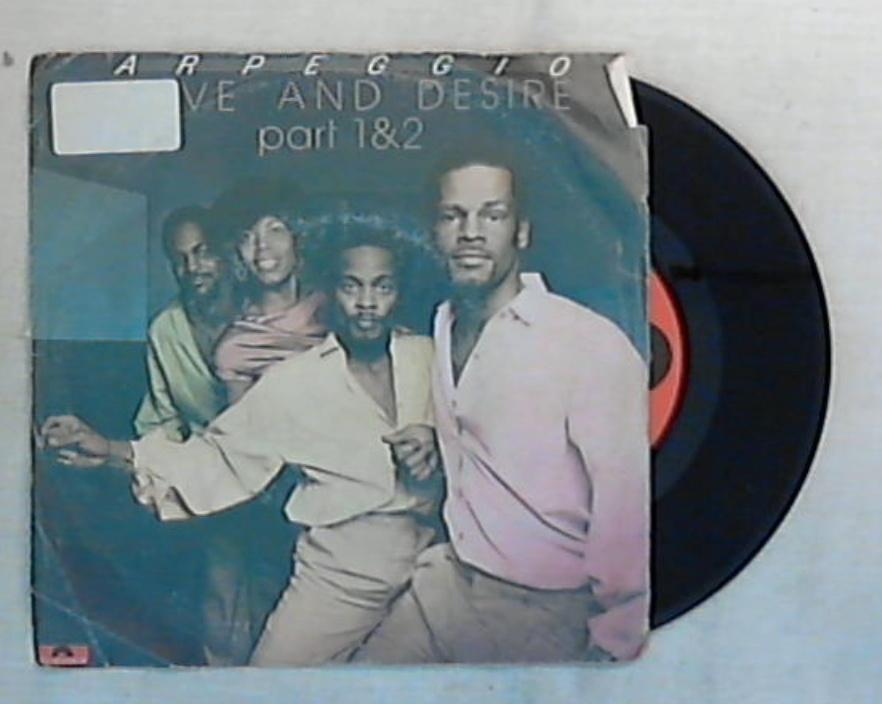 ARPEGGIO
VE AND DESIRE
part 1&2